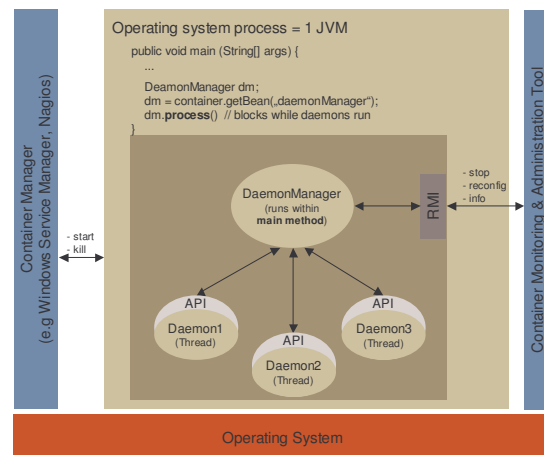 Operating system process = 1 JVM
public void main (String[] args) {
...
DeamonManager dm;
dm = container.getBean(„daemonManager“);
dm.process() // blocks while daemons run
}
Container Manager
(e.g Windows Service Manager, Nagios)
- start
- kill
DaemonManager
(runs within
main method)
RMI
- stop
- reconfig
- info
Container Monitoring & Administration Tool
API
Daemon1
(Thread)
API
Daemon2
(Thread)
API
Daemon3
(Thread)
Operating System